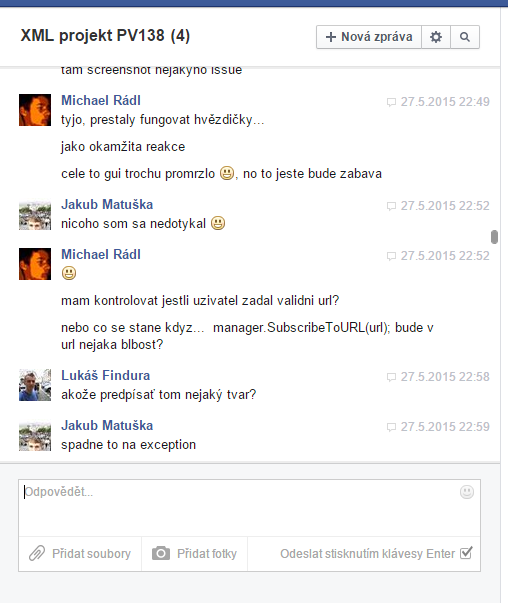 XML projekt PV138 (4)
Nová zpráva
tam screenshot nejakyho issue
Michael Rádl
27.5.2015 22:49
tyjo, prestaly fungovat hvězdičky...
jako okamžita reakce
cele to gui trochu promrzlo 😃, no to jeste bude zabava
Jakub Matuška
27.5.2015 22:52
nicoho som sa nedotykal 😃
Michael Rádl
27.5.2015 22:52
😃
mam kontrolovat jestli uzivatel zadal validni url?
nebo co se stane kdyz... manager.SubscribeToURL(url); bude v
url nejaka blbost?
Lukáš Findura
27.5.2015 22:58
akože predpísať tom nejaký tvar?
Jakub Matuška
27.5.2015 22:59
spadne to na exception
Odpovědět...
Přidat soubory
Přidat fotky
Odeslat stisknutím klávesy Enter